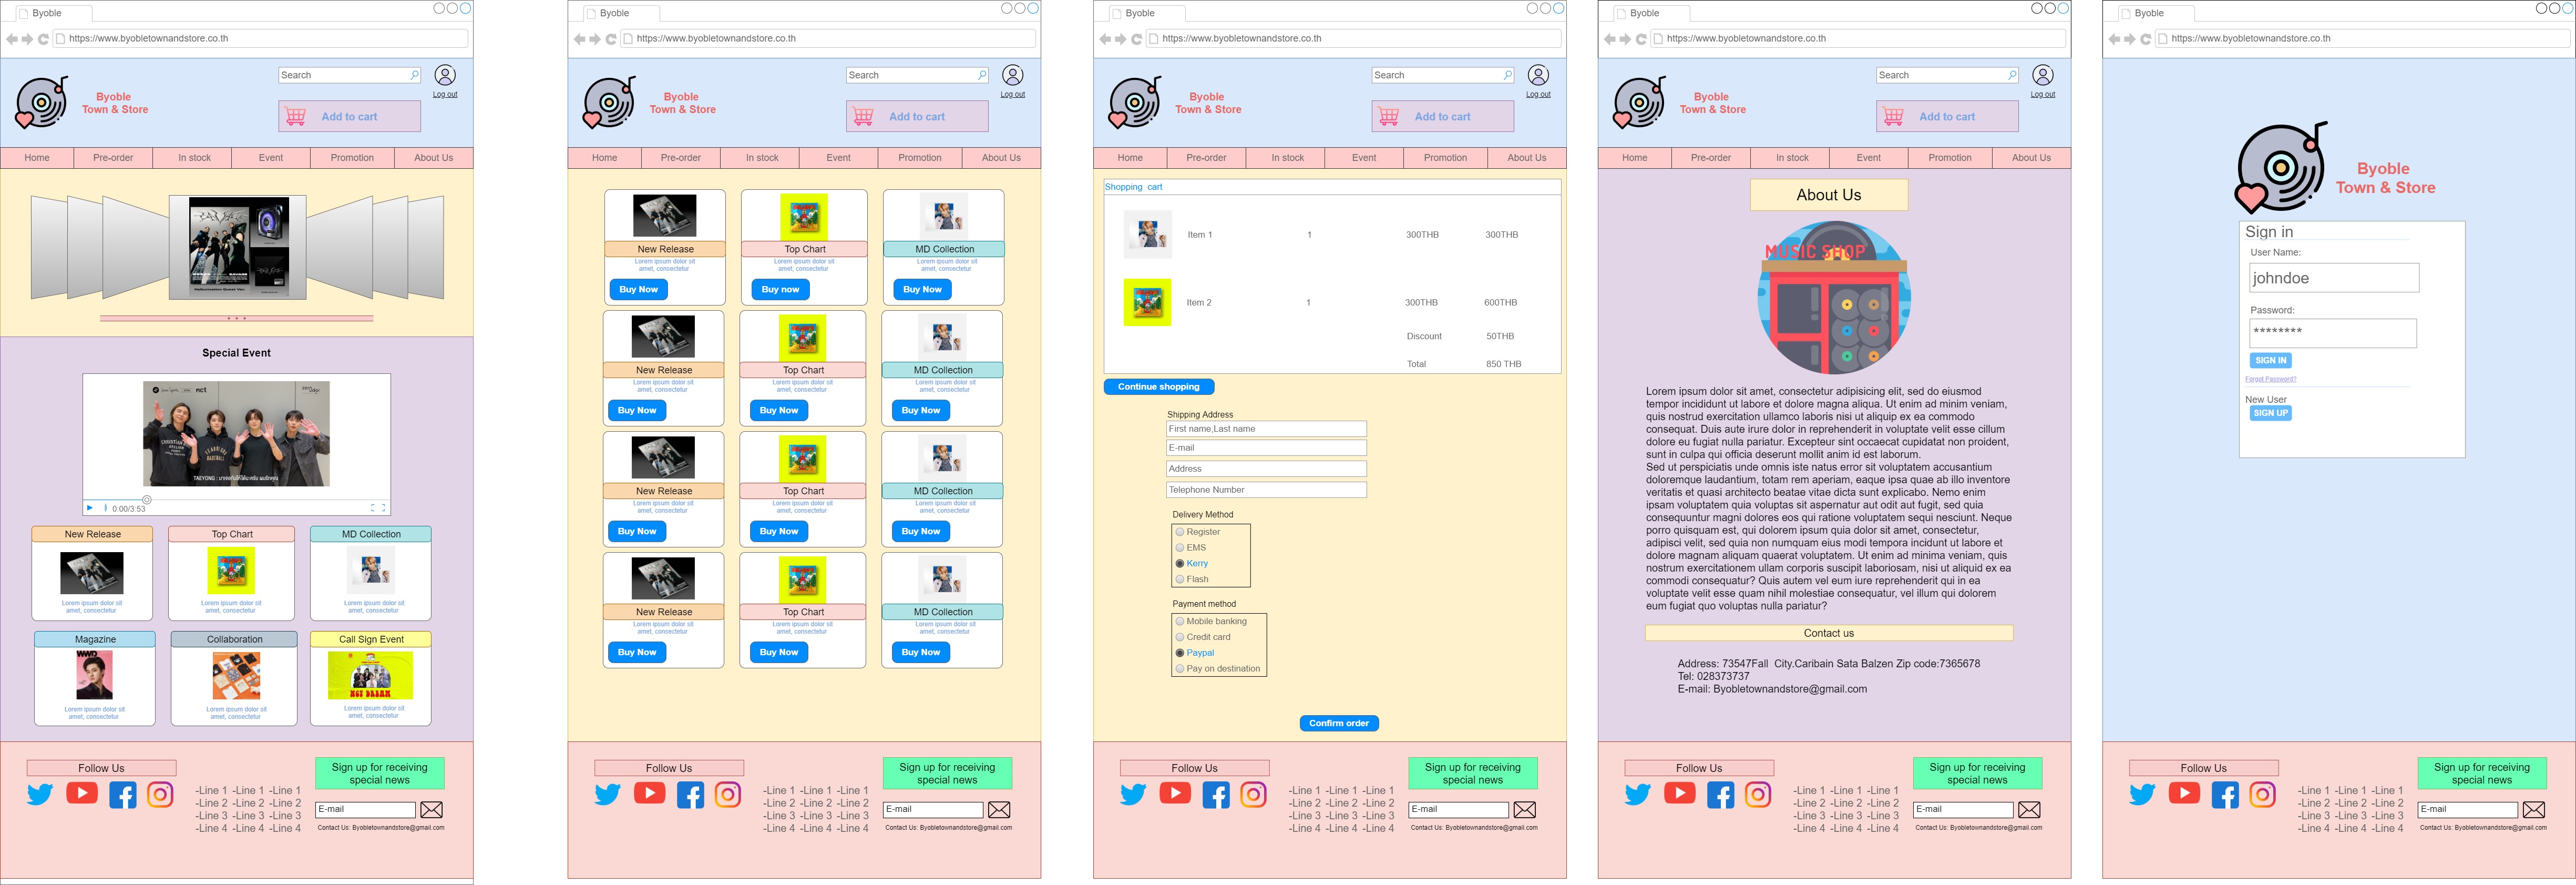 Byoble
https://www.byobletownandstore.co.th
Search
Log out
Byoble
Town & Store
Add to cart
Home
Pre-order
In stock
Event
Promotion
About Us
Special Event
mct
TAEYONG :
0:00/3:53
New Release
Top Chart
MD Collection
Lorem ipsum dolor sit
amet, consectetur
Lorem ipsum dolor sit
amet, consectetur
Lorem ipsum dolor sit
amet, consectetur
Magazine
Collaboration
Call Sign Event
WWD
NCT DREAM
Lorem ipsum dolor sit
amet, consectetur
Lorem ipsum dolor sit
amet, consectetur
Lorem ipsum dolor sit
amet, consectetur
Follow Us
-Line 1 -Line 1 -Line 1
-Line 2 -Line 2 -Line 2
-Line 3 -Line 3 -Line 3
-Line 4 -Line 4 -Line 4
Sign up for receiving
special news
E-mail
Contact Us: Byobletownandstore@gmail.com
Byoble
https://www.byobletownandstore.co.th
Search
Log out
Byoble
Town & Store
Add to cart
Home
Pre-order
In stock
Event
Promotion
About Us
New Release
Top Chart
MD Collection
Lorem ipsum dolor sit
amet, consectetur
Lorem ipsum dolor sit
amet, consectetur
Lorem ipsum dolor sit
amet, consectetur
Buy Now
Buy now
Buy Now
New Release
Top Chart
MD Collection
Lorem ipsum dolor sit
amet, consectetur
Lorem ipsum dolor sit
amet, consectetur
Lorem ipsum dolor sit
amet, consectetur
Buy Now
Buy Now
Buy Now
New Release
Top Chart
MD Collection
Lorem ipsum dolor sit
amet, consectetur
Lorem ipsum dolor sit
amet, consectetur
Lorem ipsum dolor sit
amet, consectetur
Buy Now
Buy Now
Buy Now
New Release
Top Chart
MD Collection
Lorem ipsum dolor sit
amet, consectetur
Lorem ipsum dolor sit
amet, consectetur
Lorem ipsum dolor sit
amet, consectetur
Buy Now
Buy Now
Buy Now
Follow Us
-Line 1 -Line 1 -Line 1
-Line 2 -Line 2 -Line 2
-Line 3 -Line 3 -Line 3
-Line 4 -Line 4 -Line 4
Sign up for receiving
special news
E-mail
Contact Us: Byobletownandstore@gmail.com
Byoble
https://www.byobletownandstore.co.th
Search
Log out
Byoble
Town & Store
Add to cart
Home
Pre-order
In stock
Event
Promotion
About Us
Shopping cart
Item 1 1 300THB 300THB
Item 2 1 300THB 600THB
Discount 50THB
Total 850 THB
Continue shopping
Shipping Address
First name,Last name
E-mail
Address
Telephone Number
Delivery Method
Register
EMS
Kerry
Flash
Payment method
Mobile banking
Credit card
Paypal
Pay on destination
Confirm order
Follow Us
-Line 1 -Line 1 -Line 1
-Line 2 -Line 2 -Line 2
-Line 3 -Line 3 -Line 3
-Line 4 -Line 4 -Line 4
Sign up for receiving
special news
E-mail
Contact Us: Byobletownandstore@gmail.com
Byoble
https://www.byobletownandstore.co.th
Search
Log out
Byoble
Town & Store
Add to cart
Home
Pre-order
In stock
Event
Promotion
About Us
About Us
MUSIC SHOP
Lorem ipsum dolor sit amet, consectetur adipisicing elit, sed do eiusmod
tempor incididunt ut labore et dolore magna aliqua. Ut enim ad minim veniam,
quis nostrud exercitation ullamco laboris nisi ut aliquip ex ea commodo
consequat. Duis aute irure dolor in reprehenderit in voluptate velit esse cillum
dolore eu fugiat nulla pariatur. Excepteur sint occaecat cupidatat non proident,
sunt in culpa qui officia deserunt mollit anim id est laborum.
Sed ut perspiciatis unde omnis iste natus error sit voluptatem accusantium
doloremque laudantium, totam rem aperiam, eaque ipsa quae ab illo inventore
veritatis et quasi architecto beatae vitae dicta sunt explicabo. Nemo enim
ipsam voluptatem quia voluptas sit aspernatur aut odit aut fugit, sed quia
consequuntur magni dolores eos qui ratione voluptatem sequi nesciunt. Neque
porro quisquam est, qui dolorem ipsum quia dolor sit amet, consectetur,
adipisci velit, sed quia non numquam eius modi tempora incidunt ut labore et
dolore magnam aliquam quaerat voluptatem. Ut enim ad minima veniam, quis
nostrum exercitationem ullam corporis suscipit laboriosam, nisi ut aliquid ex ea
commodi consequatur? Quis autem vel eum iure reprehenderit qui in ea
voluptate velit esse quam nihil molestiae consequatur, vel illum qui dolorem
eum fugiat quo voluptas nulla pariatur?
Contact us
Address: 73547Fall City.Caribain Sata Balzen Zip code:7365678
Tel: 028373737
E-mail: Byobletownandstore@gmail.com
Follow Us
-Line 1 -Line 1 -Line 1
-Line 2 -Line 2 -Line 2
-Line 3 -Line 3 -Line 3
-Line 4 -Line 4 -Line 4
Sign up for receiving
special news
E-mail
Contact Us: Byobletownandstore@gmail.com
Byoble
https://www.byobletownandstore.co.th
Byoble
Town & Store
Sign in
User Name:
johndoe
Password:
********
SIGN IN
Forgot Password?
New User
SIGN UP
Follow Us
-Line 1 -Line 1 -Line 1
-Line 2 -Line 2 -Line 2
-Line 3 -Line 3 -Line 3
-Line 4 -Line 4 -Line 4
Sign up for receiving
special news
E-mail
Contact Us: Byobletownandstore@gmail.com